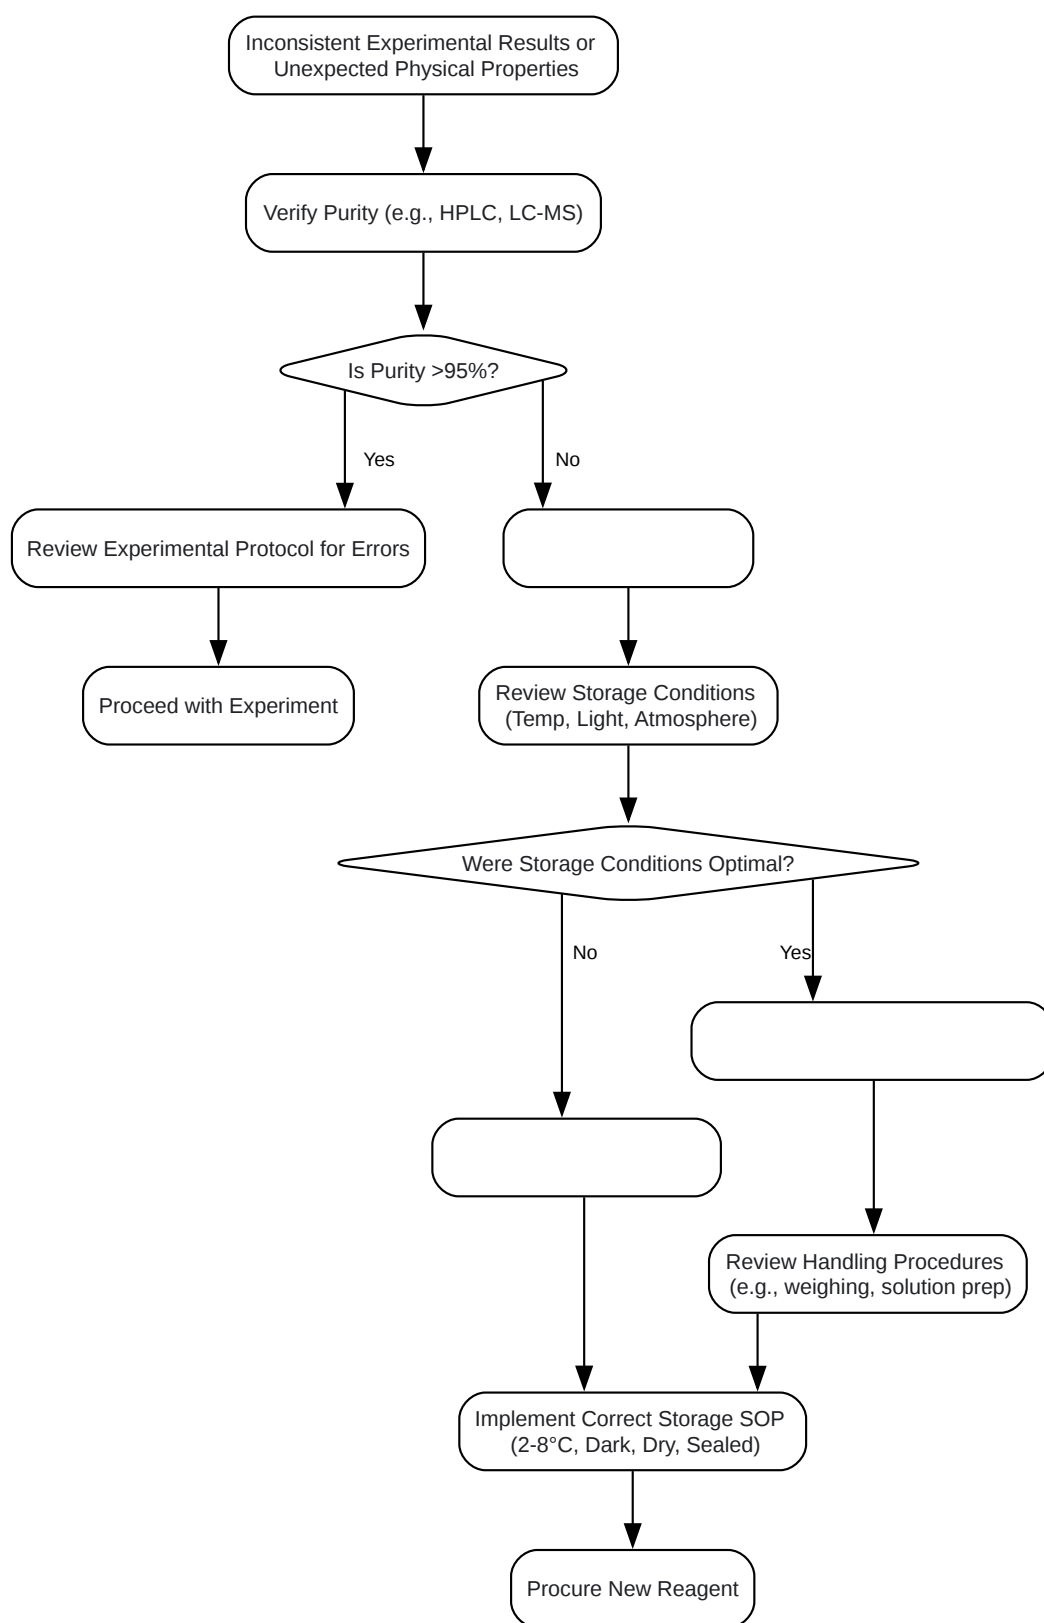 Inconsistent Experimental Results or
Unexpected Physical Properties
Verify Purity (e.g., HPLC, LC-MS)
Is Purity >95%?
Yes
No
Review Experimental Protocol for Errors
Proceed with Experiment
Review Storage Conditions
(Temp, Light, Atmosphere)
Were Storage Conditions Optimal?
No
Yes
Review Handling Procedures
(e.g., weighing, solution prep)
Implement Correct Storage SOP
(2-8°C, Dark, Dry, Sealed)
Procure New Reagent